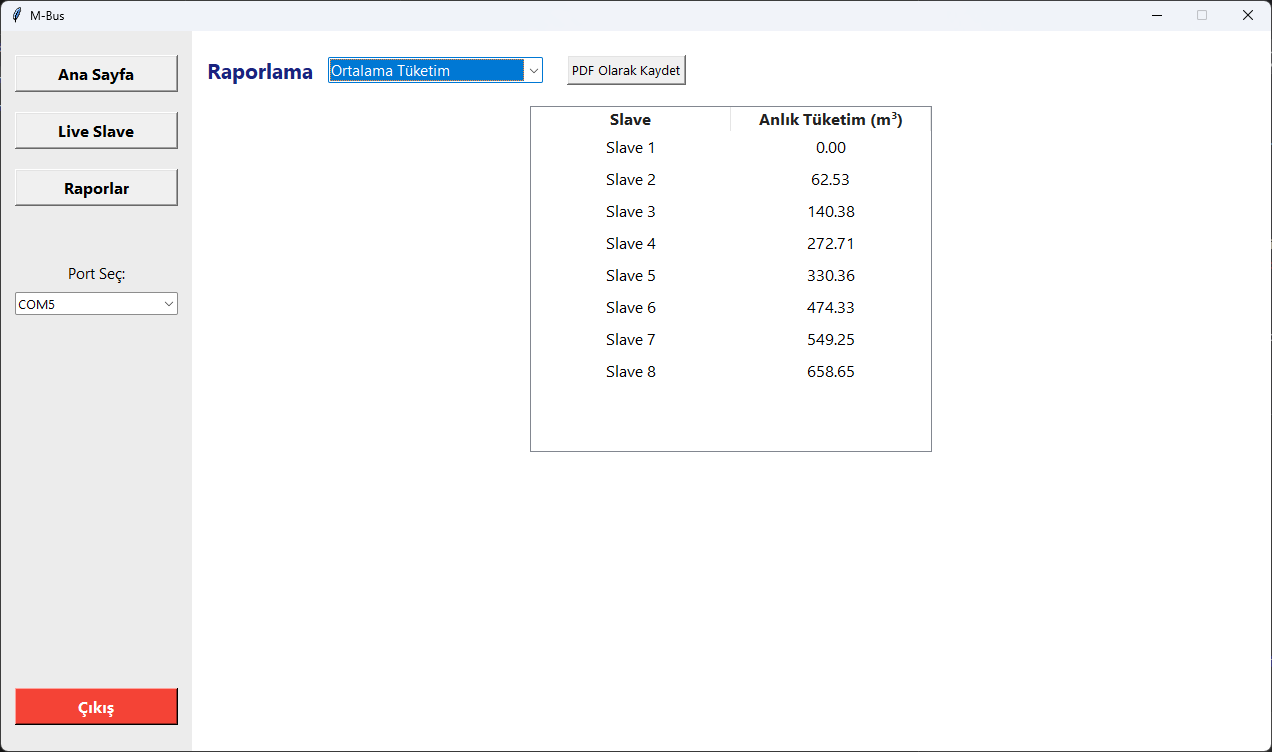 M-Bus
Ana Sayfa
Live Slave
Raporlar
Port Seç:
COM5
Çıkış
Raporlama
Ortalama Tüketim
PDF Olarak Kaydet
Slave Anlık Tüketim (m³)
Slave 1 0.00
Slave 2 62.53
Slave 3 140.38
Slave 4 272.71
Slave 5 330.36
Slave 6 474.33
Slave 7 549.25
Slave 8 658.65